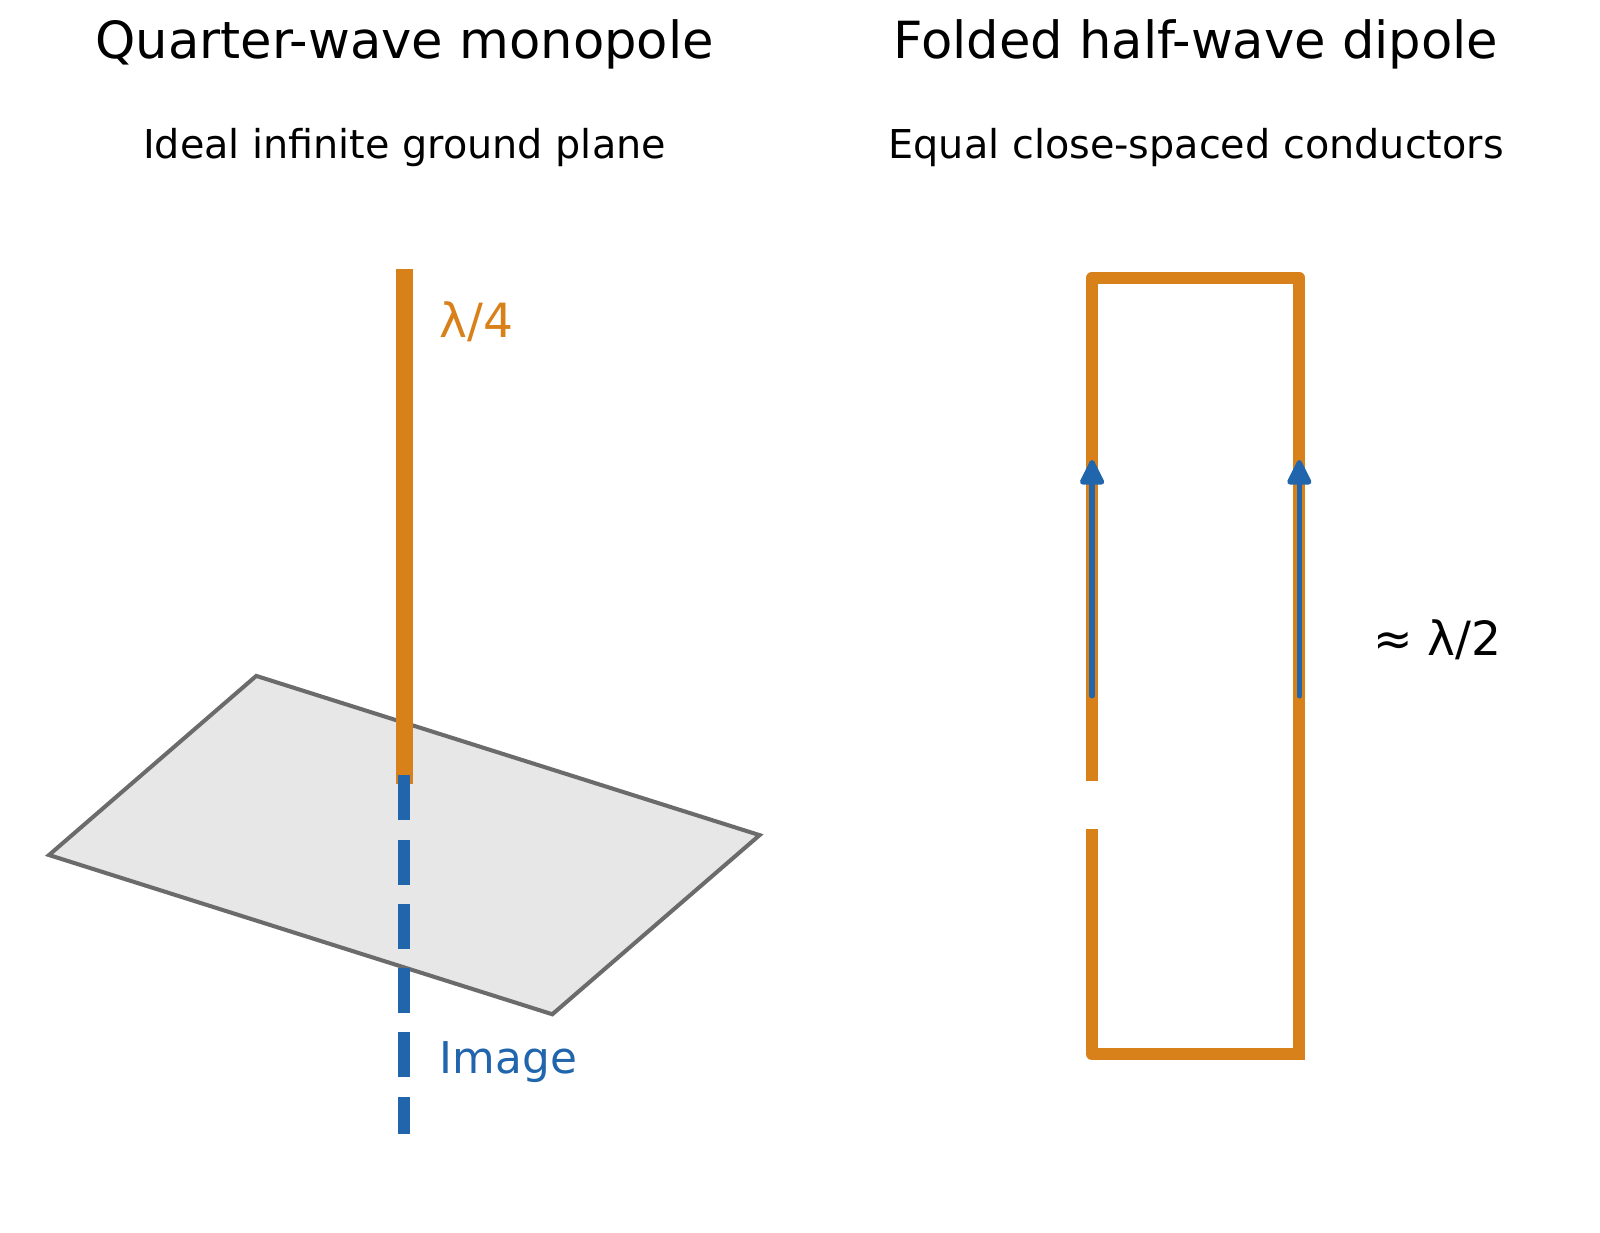 Quarter-wave monopole
Ideal infinite ground plane
λ/4
Image
Folded half-wave dipole
Equal close-spaced conductors
≈ λ/2